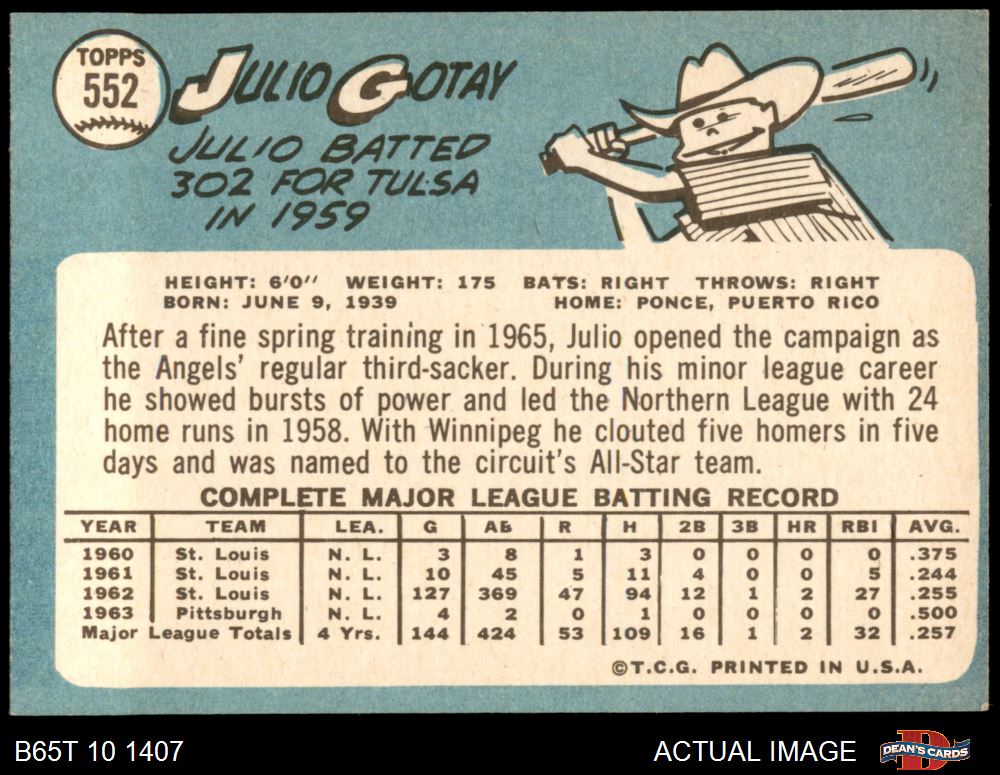 TOPPS
552
JULIO GOTAY
JULIO BATTED
302 FOR TULSA
IN 1959
HEIGHT: 6'0" WEIGHT: 175 BATS: RIGHT THROWS: RIGHT
BORN: JUNE 9, 1939 HOME: PONCE, PUERTO RICO
After a fine spring training in 1965, Julio opened the campaign as
the Angels' regular third-sacker. During his minor league career
he showed bursts of power and led the Northern League with 24
home runs in 1958. With Winnipeg he clouted five homers in five
days and was named to the circuit's All-Star team.
COMPLETE MAJOR LEAGUE BATTING RECORD
YEAR TEAM LEA. G AB R H 2B 3B HR RBI AVG.
1960 St. Louis N. L. 3 8 1 3 0 0 0 0 .375
1961 St. Louis N. L. 10 45 5 11 4 0 0 5 .244
1962 St. Louis N. L. 127 369 47 94 12 1 2 27 .255
1963 Pittsburgh N. L. 4 2 0 1 0 0 0 0 .500
Major League Totals 4 Yrs. 144 424 53 109 16 1 2 32 .257
©T.C.G. PRINTED IN U.S.A.
B65T 10 1407 ACTUAL IMAGE DEAN'S CARDS